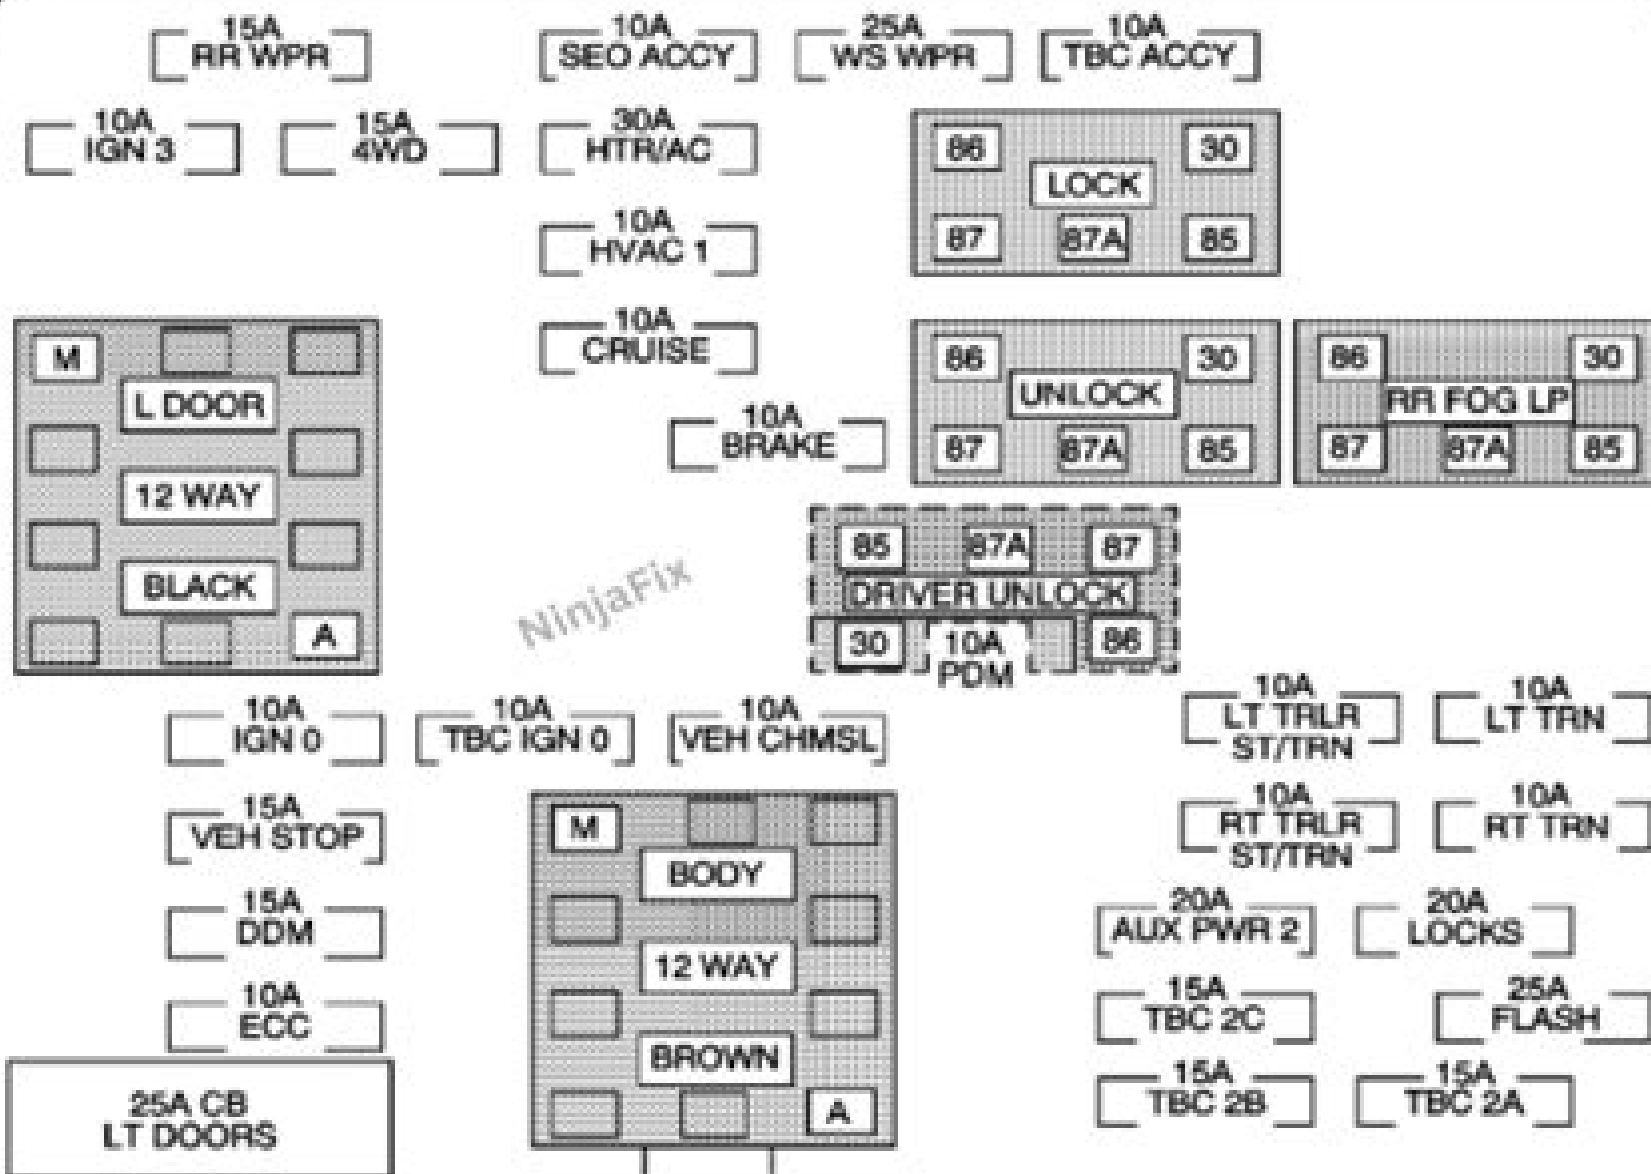 15A
RR WPR
10A
SEO ACCY
25A
WS WPR
10A
TBC ACCY
10A
IGN 3
15A
4WD
30A
HTR/AC
86
30
LOCK
87
87A
85
10A
HVAC 1
10A
CRUISE
M
L DOOR
12 WAY
BLACK
A
86
30
UNLOCK
87
87A
85
86
30
RR FOG LP
87
87A
85
10A
BRAKE
85
87A
87
DRIVER UNLOCK
30
10A
PDM
86
NinjaFix
10A
IGN 0
10A
TBC IGN 0
10A
VEH CHMSL
10A
LT TRLR
ST/TRN
10A
LT TRN
15A
VEH STOP
10A
RT TRLR
ST/TRN
10A
RT TRN
M
BODY
12 WAY
BROWN
A
15A
DDM
20A
AUX PWR 2
20A
LOCKS
10A
ECC
15A
TBC 2C
25A
FLASH
25A CB
LT DOORS
15A
TBC 2B
15A
TBC 2A